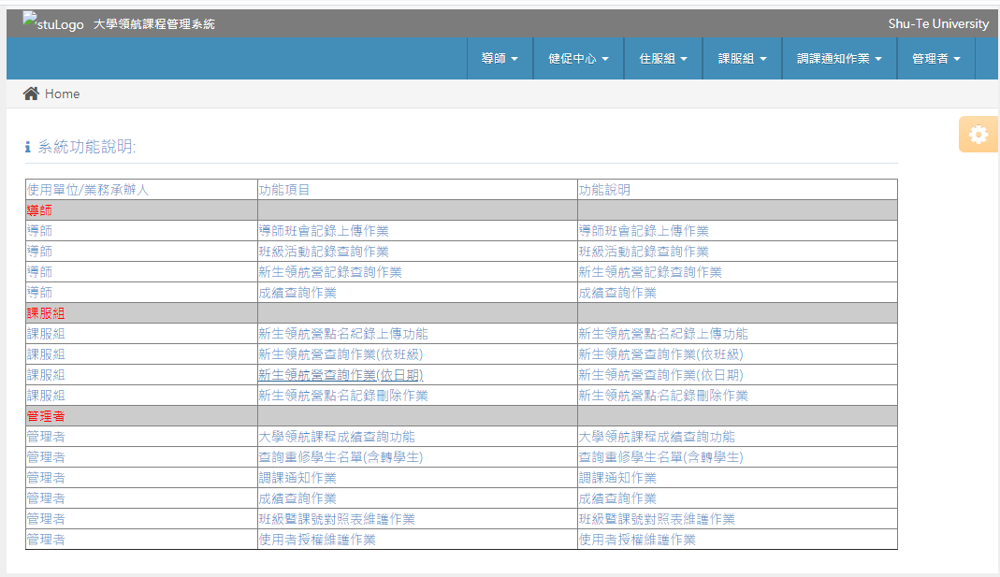 stuLogo 大學領航課程管理系統 Shu-Te University
導師 健促中心 住服組 課服組 調課通知作業 管理者
Home
系統功能說明:
使用單位/業務承辦人 功能項目 功能說明
導師
導師 導師班會記錄上傳作業 導師班會記錄上傳作業
導師 班級活動記錄查詢作業 班級活動記錄查詢作業
導師 新生領航營記錄查詢作業 新生領航營記錄查詢作業
導師 成績查詢作業 成績查詢作業
課服組
課服組 新生領航營點名紀錄上傳功能 新生領航營點名紀錄上傳功能
課服組 新生領航營查詢作業(依班級) 新生領航營查詢作業(依班級)
課服組 新生領航營查詢作業(依日期) 新生領航營查詢作業(依日期)
課服組 新生領航營點名記錄刪除作業 新生領航營點名記錄刪除作業
管理者
管理者 大學領航課程成績查詢功能 大學領航課程成績查詢功能
管理者 查詢重修學生名單(含轉學生) 查詢重修學生名單(含轉學生)
管理者 調課通知作業 調課通知作業
管理者 成績查詢作業 成績查詢作業
管理者 班級暨課號對照表維護作業 班級暨課號對照表維護作業
管理者 使用者授權維護作業 使用者授權維護作業